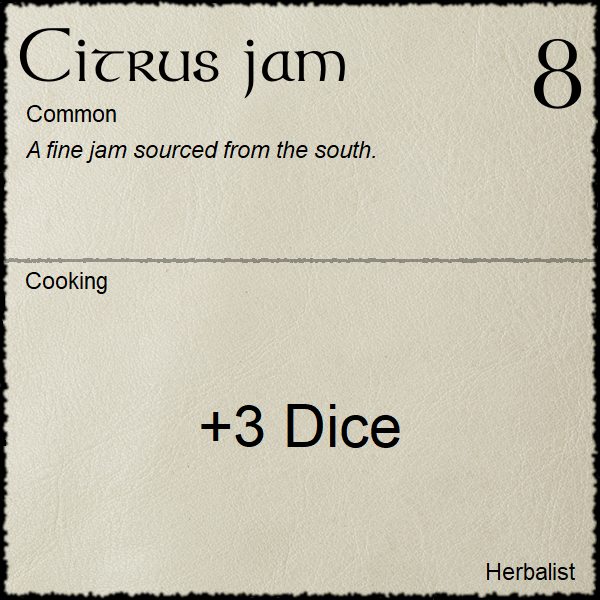 Citrus jam
8
Common
A fine jam sourced from the south.
Cooking
+3 Dice
Herbalist